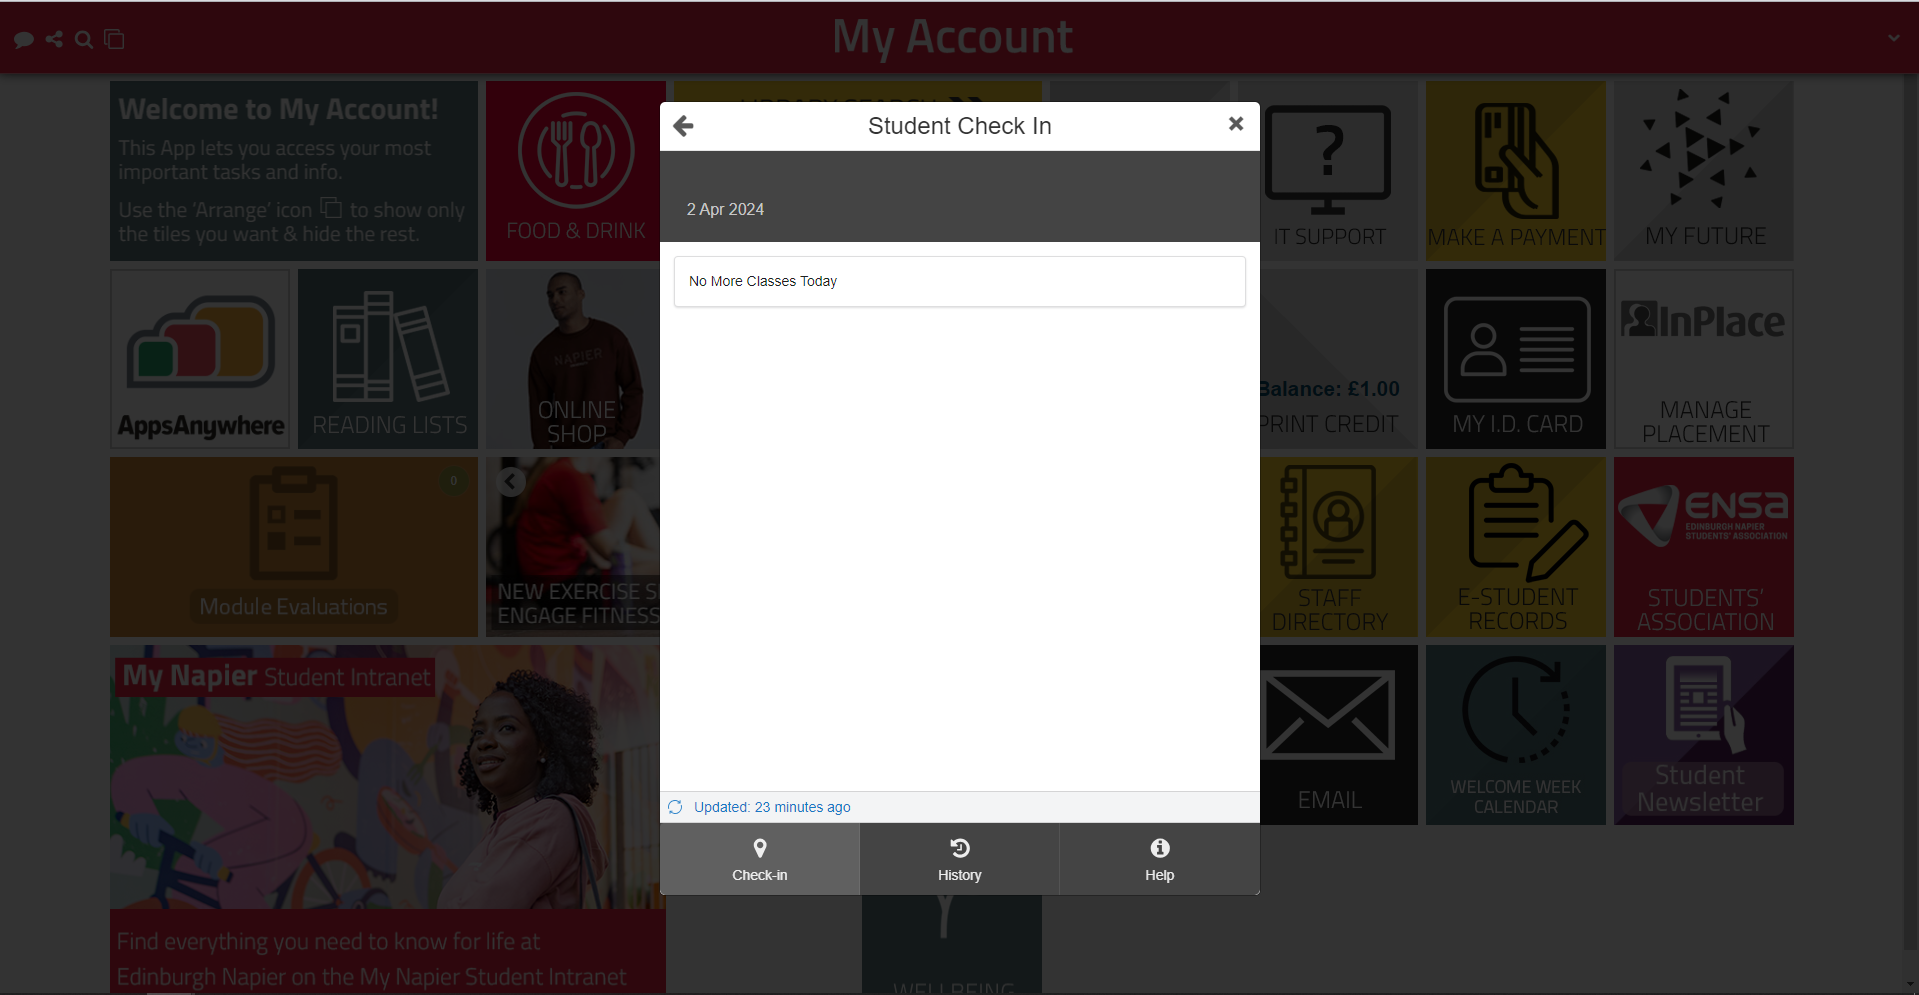 My Account
Welcome to My Account!
This App lets you access your most
important tasks and info.
Use the 'Arrange' icon to show only
the tiles you want & hide the rest.
FOOD & DRINK
Student Check In
2 Apr 2024
No More Classes Today
Updated: 23 minutes ago
Check-in
History
Help
IT SUPPORT
MAKE A PAYMENT
MY FUTURE
AppsAnywhere
READING LISTS
NAPIER
ONLINE
SHOP
Balance: £1.00
PRINT CREDIT
MY I.D. CARD
InPlace
MANAGE
PLACEMENT
0
Module Evaluations
NEW EXERCISE
ENGAGE FITNESS
STAFF
DIRECTORY
E-STUDENT
RECORDS
ENSA
EDINBURGH NAPIER
STUDENTS' ASSOCIATION
STUDENTS'
ASSOCIATION
My Napier Student Intranet
Find everything you need to know for life at
Edinburgh Napier on the My Napier Student Intranet
EMAIL
WELCOME WEEK
CALENDAR
Student
Newsletter
WELLBEING